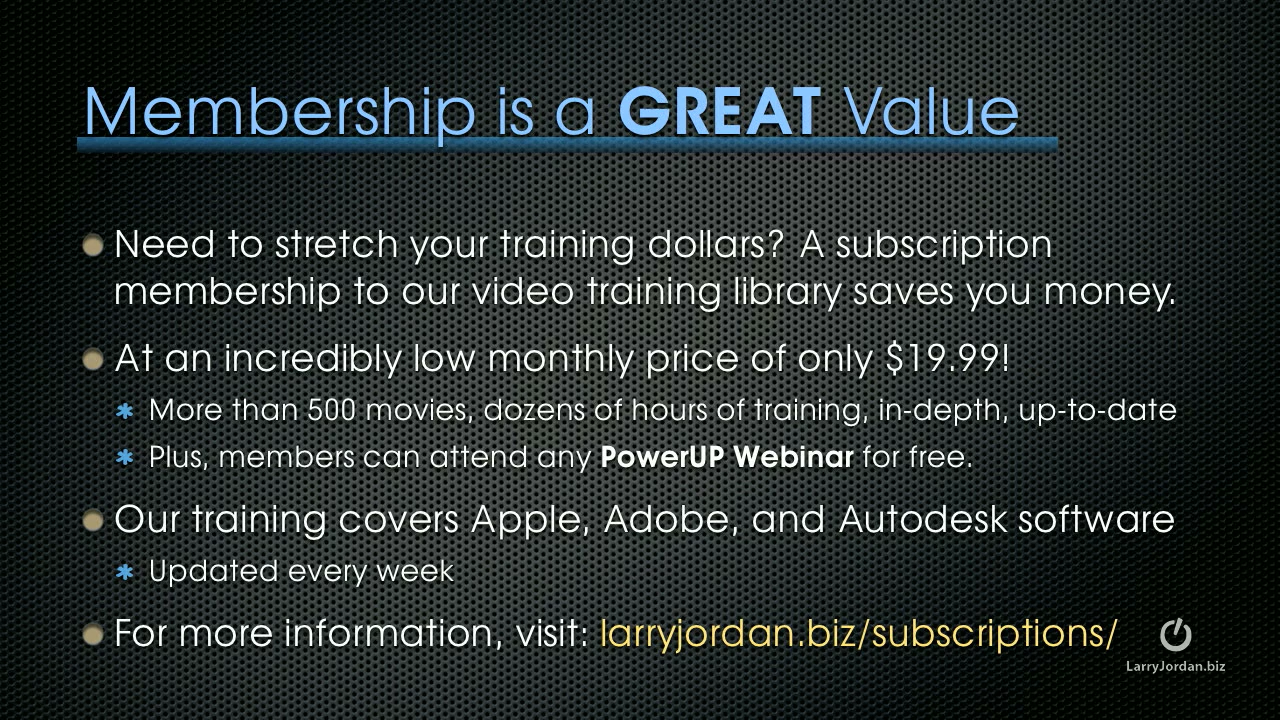 Membership is a GREAT Value
Need to stretch your training dollars? A subscription
membership to our video training library saves you money.
At an incredibly low monthly price of only $19.99!
More than 500 movies, dozens of hours of training, in-depth, up-to-date
Plus, members can attend any PowerUP Webinar for free.
Our training covers Apple, Adobe, and Autodesk software
Updated every week
For more information, visit: larryjordan.biz/subscriptions/
LarryJordan.biz